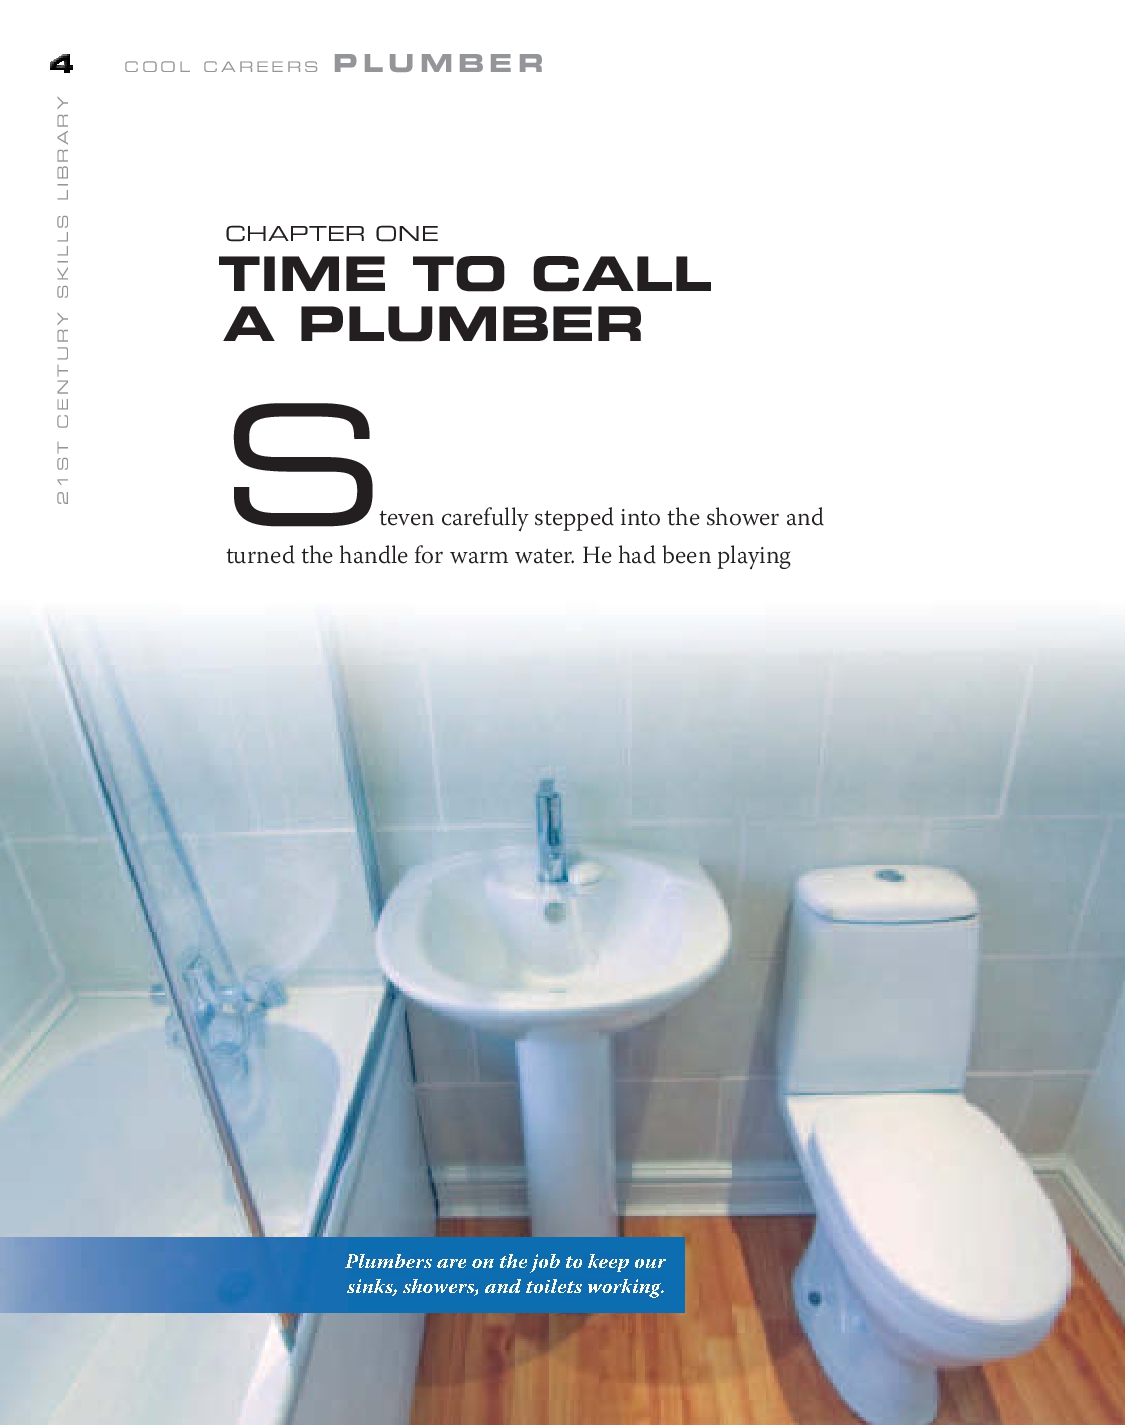 4 COOL CAREERS PLUMBER
21ST CENTURY SKILLS LIBRARY
CHAPTER ONE
TIME TO CALL
A PLUMBER
Steven carefully stepped into the shower and
turned the handle for warm water. He had been playing
Plumbers are on the job to keep our
sinks, showers, and toilets working.